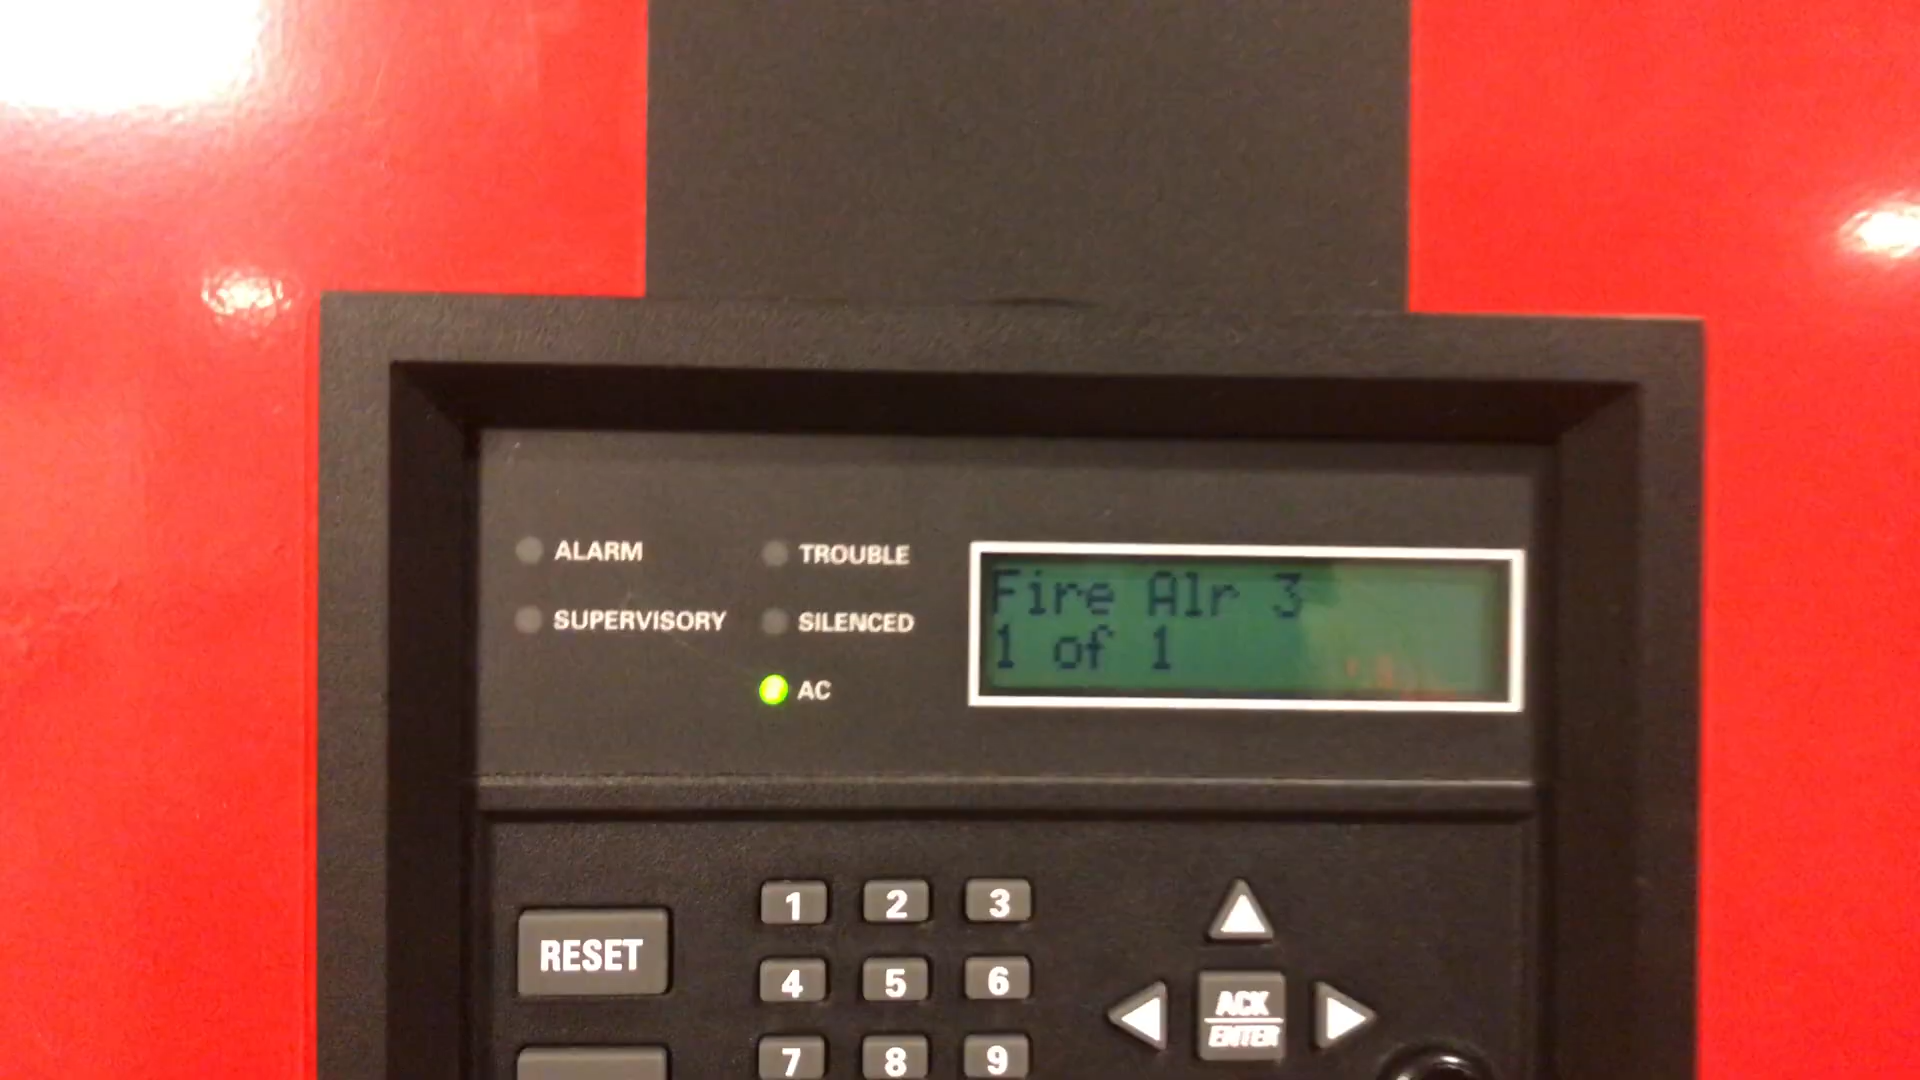 ALARM
TROUBLE
SUPERVISORY
SILENCED
AC
Fire Alr 3
1 of 1
RESET
1 2 3
4 5 6
7 8 9
ACK
ENTER